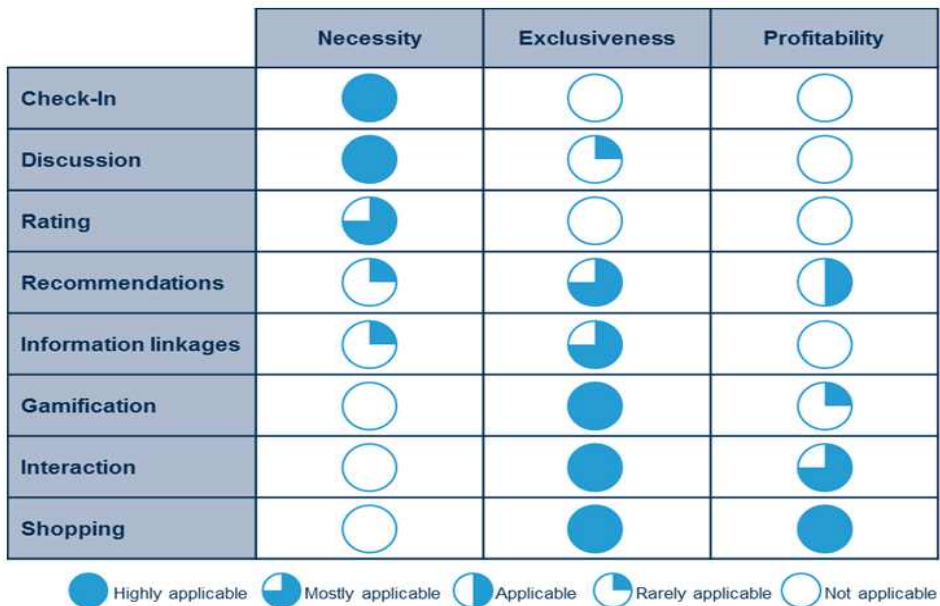 Necessity Exclusiveness Profitability
Check-In
Discussion
Rating
Recommendations
Information linkages
Gamification
Interaction
Shopping
Highly applicable Mostly applicable Applicable Rarely applicable Not applicable